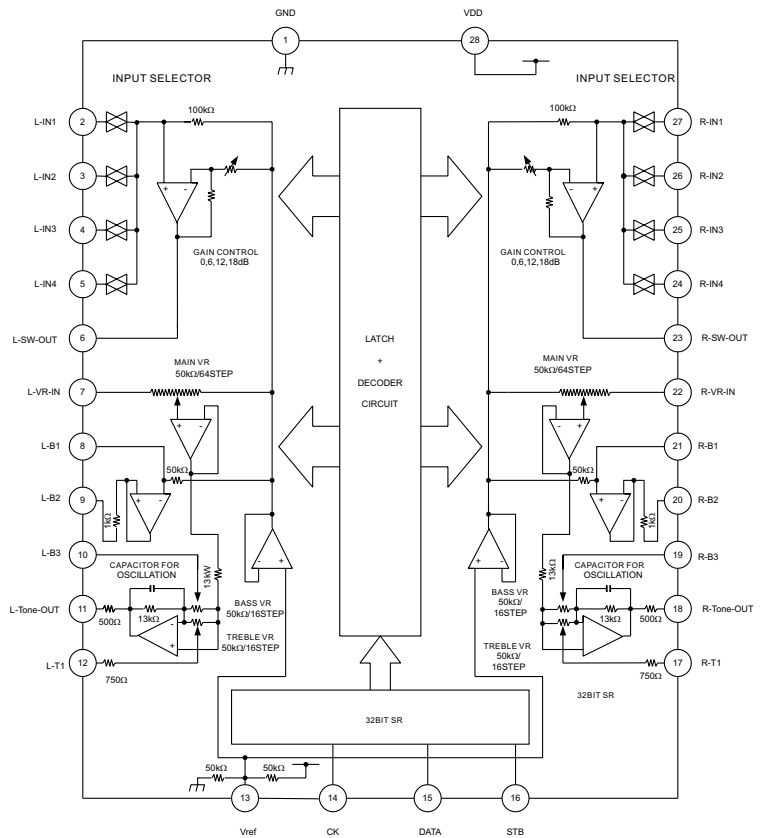 GND
VDD
1
28
INPUT SELECTOR
INPUT SELECTOR
100kΩ
100kΩ
L-IN1
2
27
R-IN1
L-IN2
3
26
R-IN2
+ -
- +
L-IN3
4
25
R-IN3
GAIN CONTROL
0,6,12,18dB
GAIN CONTROL
0,6,12,18dB
L-IN4
5
24
R-IN4
L-SW-OUT
6
23
R-SW-OUT
LATCH
+
DECODER
CIRCUIT
MAIN VR
50kΩ/64STEP
MAIN VR
50kΩ/64STEP
L-VR-IN
7
22
R-VR-IN
+ -
- +
L-B1
8
21
R-B1
50kΩ
50kΩ
L-B2
9
20
R-B2
1kΩ
+ -
- +
1kΩ
L-B3
10
19
R-B3
- +
- +
13kW
13kΩ
CAPACITOR FOR
OSCILLATION
CAPACITOR FOR
OSCILLATION
BASS VR
50kΩ/16STEP
BASS VR
50kΩ/
16STEP
L-Tone-OUT
11
18
R-Tone-OUT
500Ω
13kΩ
13kΩ
500Ω
-
+
TREBLE VR
50kΩ/16STEP
TREBLE VR
50kΩ/
16STEP
L-T1
12
17
R-T1
750Ω
750Ω
32BIT SR
32BIT SR
50kΩ
50kΩ
13
14
15
16
Vref
CK
DATA
STB